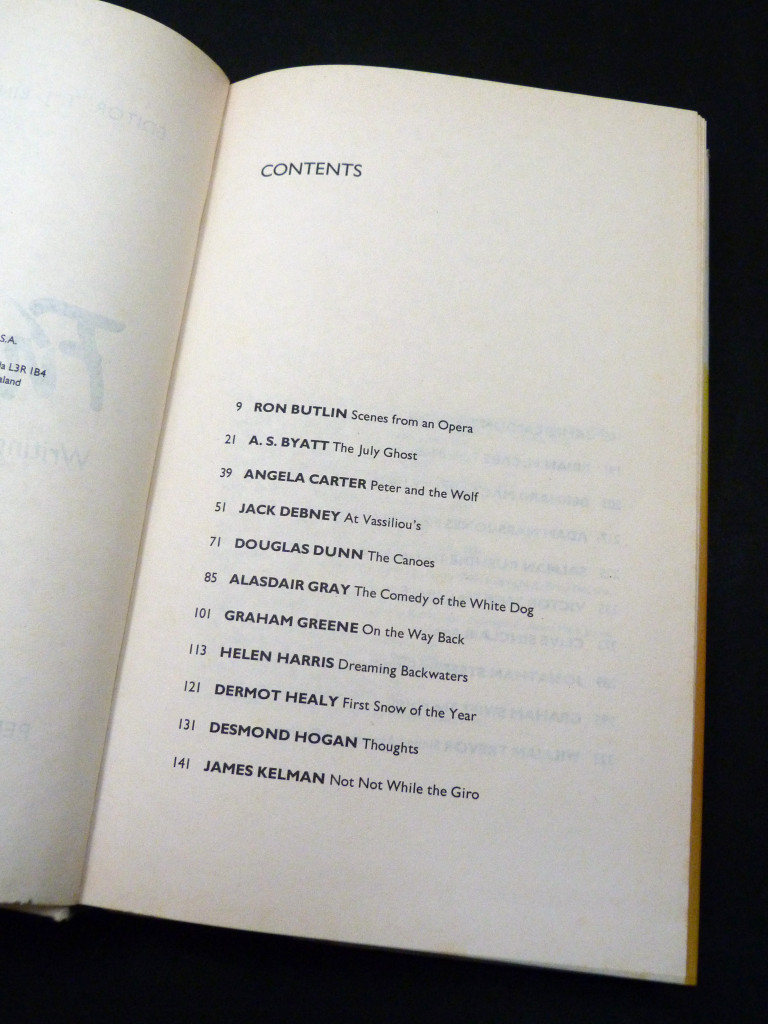 S.A.
a L3R 1B4
aland
CONTENTS
9 RON BUTLIN Scenes from an Opera
21 A. S. BYATT The July Ghost
39 ANGELA CARTER Peter and the Wolf
51 JACK DEBNEY At Vassiliou's
71 DOUGLAS DUNN The Canoes
85 ALASDAIR GRAY The Comedy of the White Dog
101 GRAHAM GREENE On the Way Back
113 HELEN HARRIS Dreaming Backwaters
121 DERMOT HEALY First Snow of the Year
131 DESMOND HOGAN Thoughts
141 JAMES KELMAN Not Not While the Giro